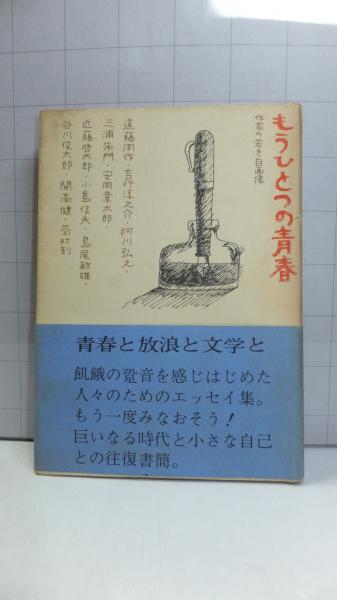 もうひとつの青春
作家の若き自画像
遠藤周作・吉行淳之介・阿川弘之・
三浦朱門・安岡章太郎・
近藤啓太郎・小島信夫・島尾敏雄・
谷川俊太郎・開高健・菊村到
青春と放浪と文学と
飢餓の跫音を感じはじめた
人々のためのエッセイ集。
もう一度みなおそう！
巨いなる時代と小さな自己
との往復書簡。